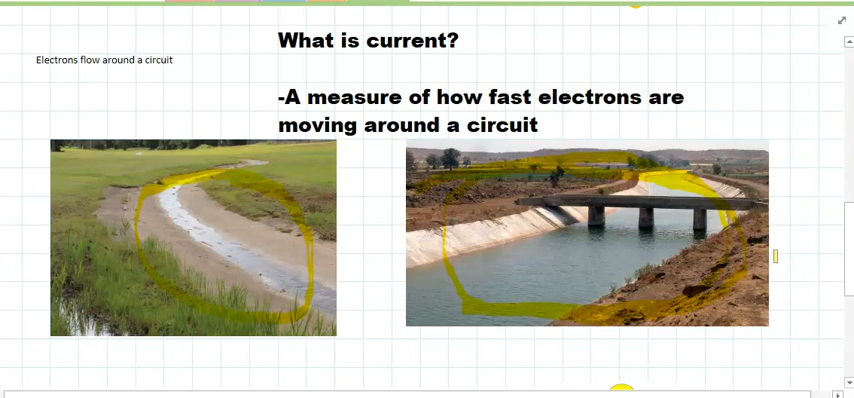 What is current?
Electrons flow around a circuit
-A measure of how fast electrons are
moving around a circuit